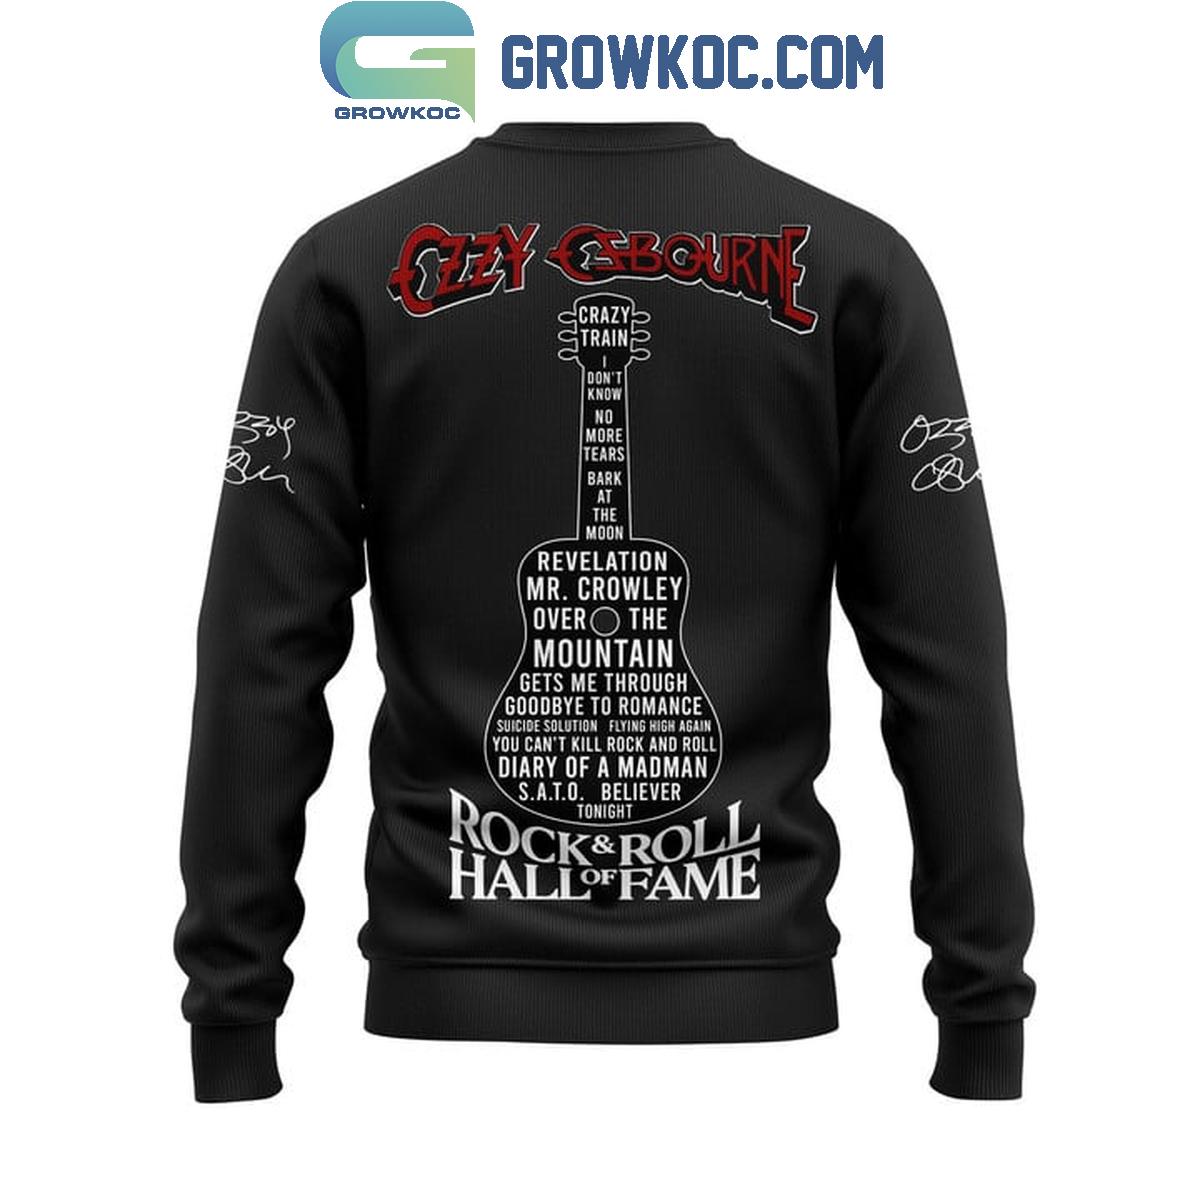 GROWKOC
GROWKOC.COM
OZZY OSBOURNE
CRAZY
TRAIN
I
DON'T
KNOW
NO
MORE
TEARS
BARK
AT
THE
MOON
REVELATION
MR. CROWLEY
OVER THE
MOUNTAIN
GETS ME THROUGH
GOODBYE TO ROMANCE
SUICIDE SOLUTION FLYING HIGH AGAIN
YOU CAN'T KILL ROCK AND ROLL
DIARY OF A MADMAN
S.A.T.O. BELIEVER
TONIGHT
ROCK & ROLL
HALL OF FAME